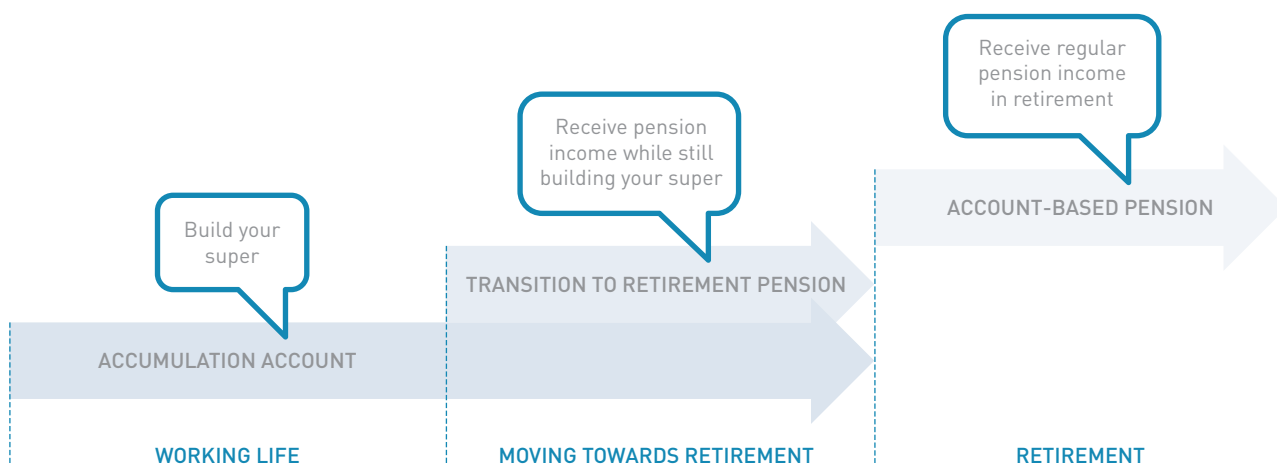 Receive regular
pension income
in retirement
Receive pension
income while still
building your super
ACCOUNT-BASED PENSION
Build your
super
TRANSITION TO RETIREMENT PENSION
ACCUMULATION ACCOUNT
WORKING LIFE
MOVING TOWARDS RETIREMENT
RETIREMENT